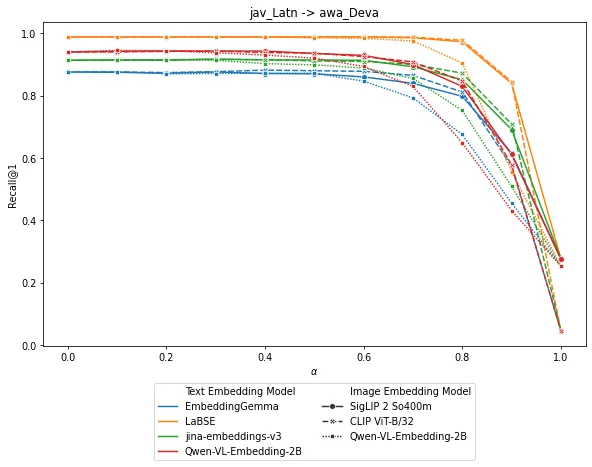 jav_Latn -> awa_Deva
Recall@1
1.0
0.8
0.6
0.4
0.2
0.0
0.0 0.2 0.4 0.6 0.8 1.0
α
Text Embedding Model
EmbeddingGemma
LaBSE
jina-embeddings-v3
Qwen-VL-Embedding-2B
Image Embedding Model
SigLIP 2 So400m
CLIP ViT-B/32
Qwen-VL-Embedding-2B